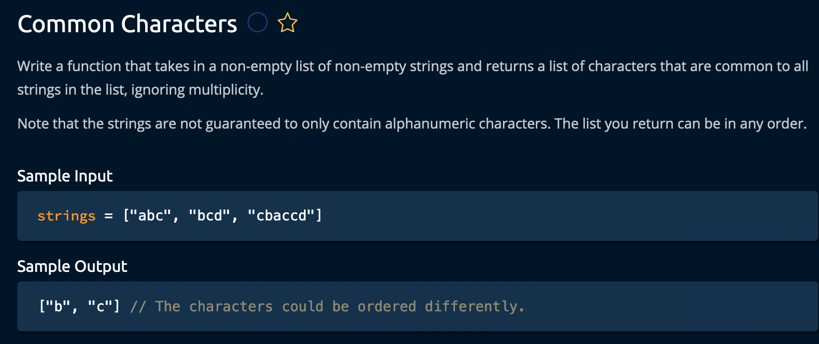 Common Characters
Write a function that takes in a non-empty list of non-empty strings and returns a list of characters that are common to all
strings in the list, ignoring multiplicity.
Note that the strings are not guaranteed to only contain alphanumeric characters. The list you return can be in any order.
Sample Input
strings = ["abc", "bcd", "cbaccd"]
Sample Output
["b", "c"] // The characters could be ordered differently.